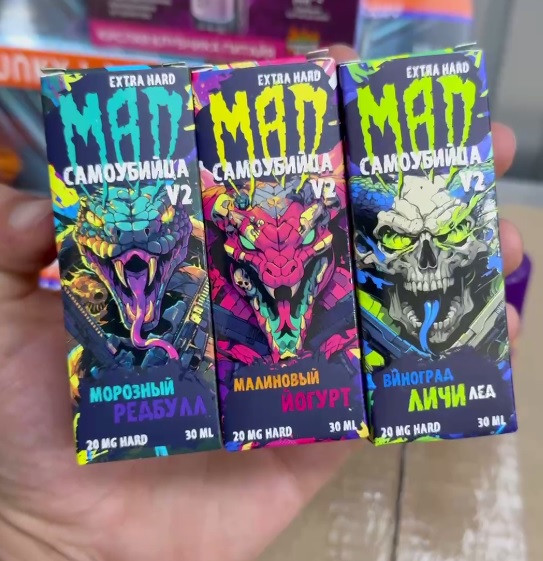 EXTRA HARD
MAD
САМОУБИЙЦА
V2
МОРОЗНЫЙ
РЕДБУЛЛ
20 MG HARD 30 ML
EXTRA HARD
MAD
САМОУБИЙЦА
V2
МАЛИНОВЫЙ
ЙОГУРТ
20 MG HARD 30 ML
EXTRA HARD
MAD
САМОУБИЙЦА
V2
ВИНОГРАД
ЛИЧИ ЛЕД
20 MG HARD 30 ML